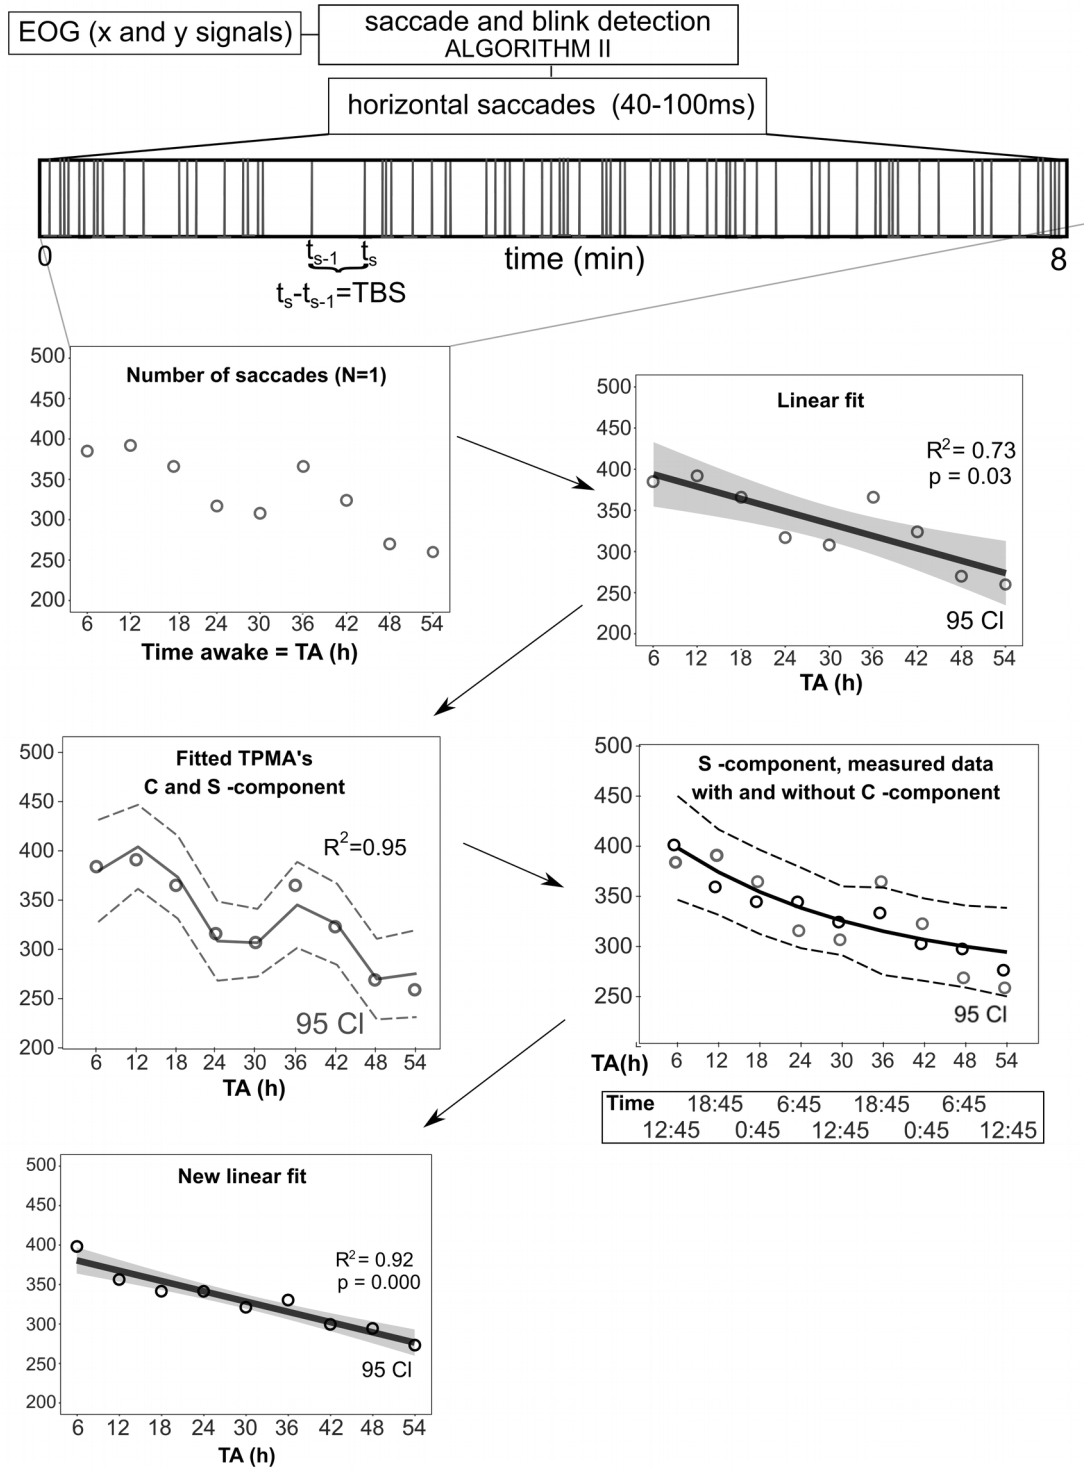 EOG (x and y signals)
saccade and blink detection
ALGORITHM II
horizontal saccades (40-100ms)
0
ts-1 ts
time (min)
8
ts-ts-1=TBS
Number of saccades (N=1)
500
450
400
350
300
250
200
6 12 18 24 30 36 42 48 54
Time awake = TA (h)
Linear fit
R2= 0.73
p = 0.03
95 CI
500
450
400
350
300
250
200
6 12 18 24 30 36 42 48 54
TA (h)
Fitted TPMA's
C and S -component
R2=0.95
95 CI
500
450
400
350
300
250
200
6 12 18 24 30 36 42 48 54
TA (h)
S -component, measured data
with and without C -component
95 CI
500
450
400
350
300
250
TA(h) 6 12 18 24 30 36 42 48 54
Time 18:45 6:45 18:45 6:45
12:45 0:45 12:45 0:45 12:45
New linear fit
R2= 0.92
p = 0.000
95 CI
500
450
400
350
300
250
200
6 12 18 24 30 36 42 48 54
TA (h)